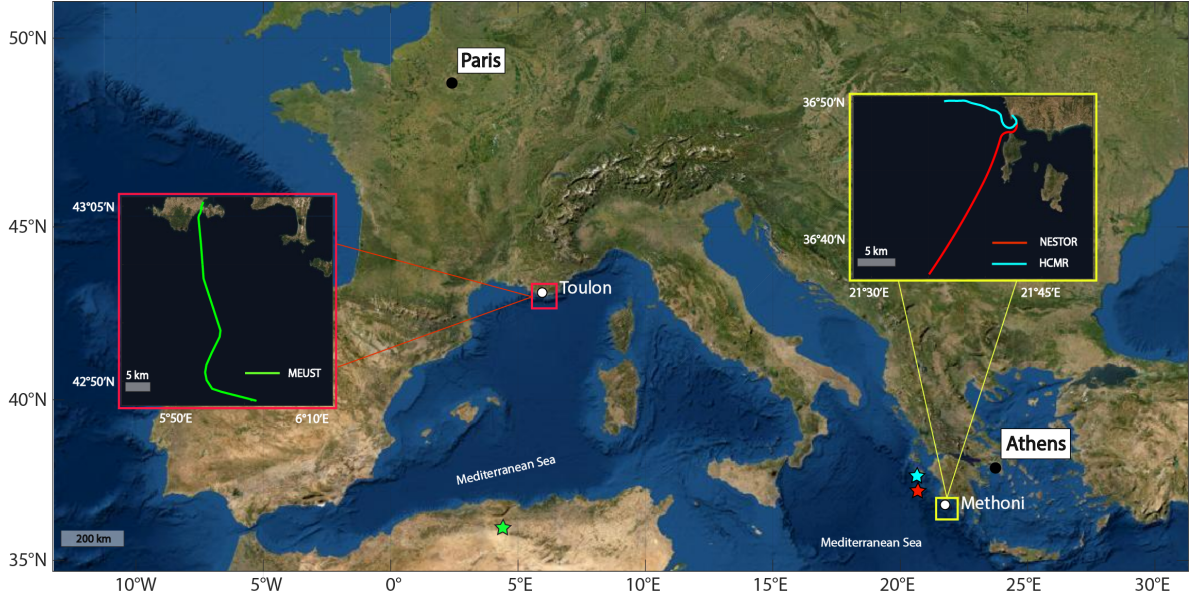 50°N
45°N
40°N
35°N
Paris
43°05'N
42°50'N
5 km
MEUST
5°50'E
6°10'E
Toulon
36°50'N
36°40'N
5 km
NESTOR
HCMR
21°30'E
21°45'E
Athens
Methoni
Mediterranean Sea
Mediterranean Sea
200 km
10°W
5°W
0°
5°E
10°E
15°E
20°E
25°E
30°E